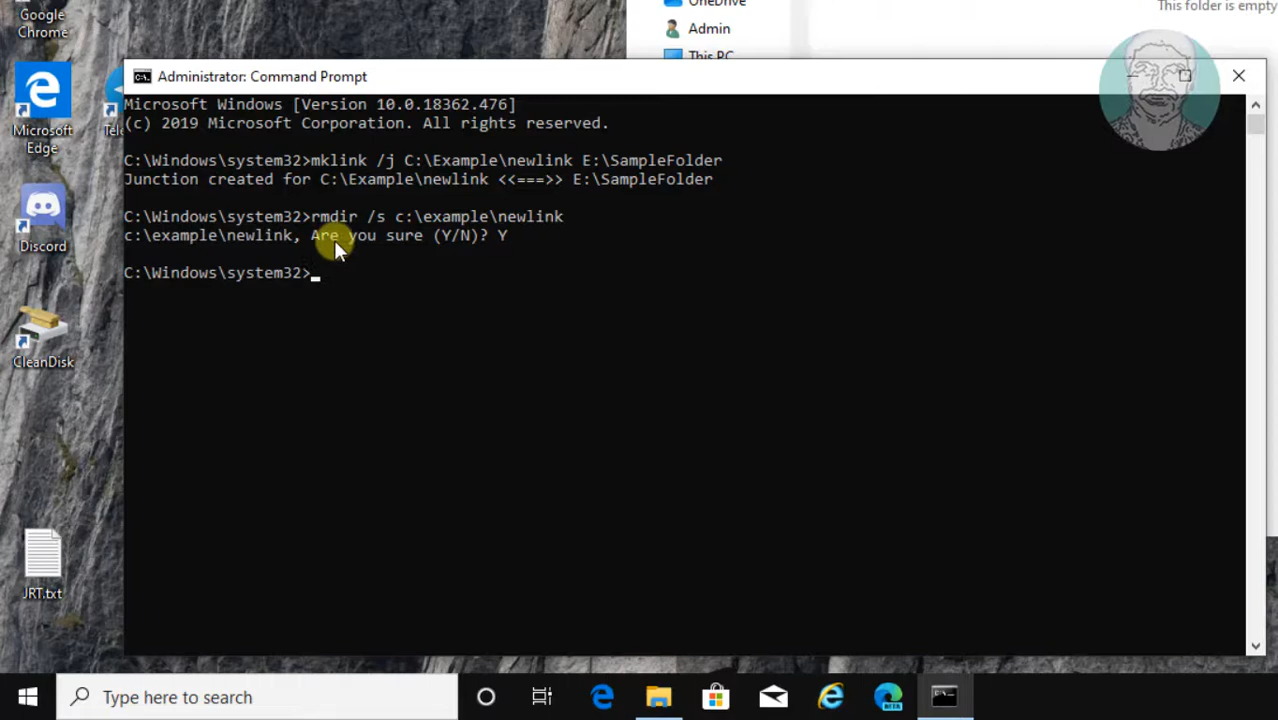 Google
Chrome
OneDrive
This folder is empty
Admin
This PC
Administrator: Command Prompt
Microsoft Windows [Version 10.0.18362.476]
(c) 2019 Microsoft Corporation. All rights reserved.
C:\Windows\system32>mklink /j C:\Example\newlink E:\SampleFolder
Junction created for C:\Example\newlink <<===>> E:\SampleFolder
C:\Windows\system32>rmdir /s c:\example\newlink
c:\example\newlink, Are you sure (Y/N)? Y
C:\Windows\system32>
Microsoft
Edge
Tele
Discord
CleanDisk
JRT.txt
Type here to search
BETA